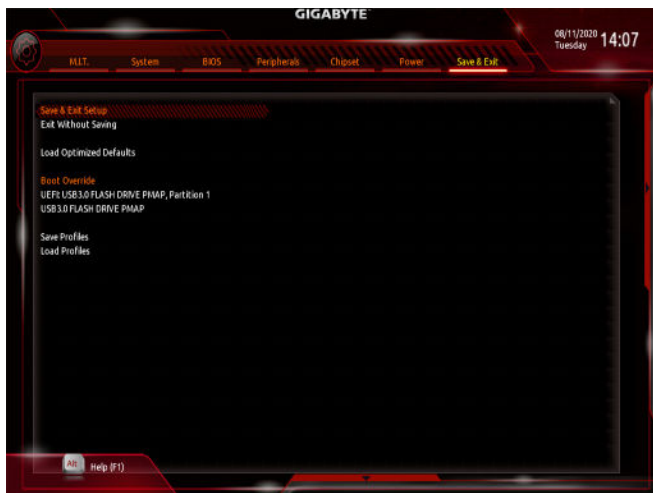 GIGABYTE™
08/11/2020 14:07
Tuesday
M.I.T. System BIOS Peripherals Chipset Power Save & Exit
Save & Exit Setup
Exit Without Saving
Load Optimized Defaults
Boot Override
UEFI: USB3.0 FLASH DRIVE PMAP, Partition 1
USB3.0 FLASH DRIVE PMAP
Save Profiles
Load Profiles
Alt Help (F1)